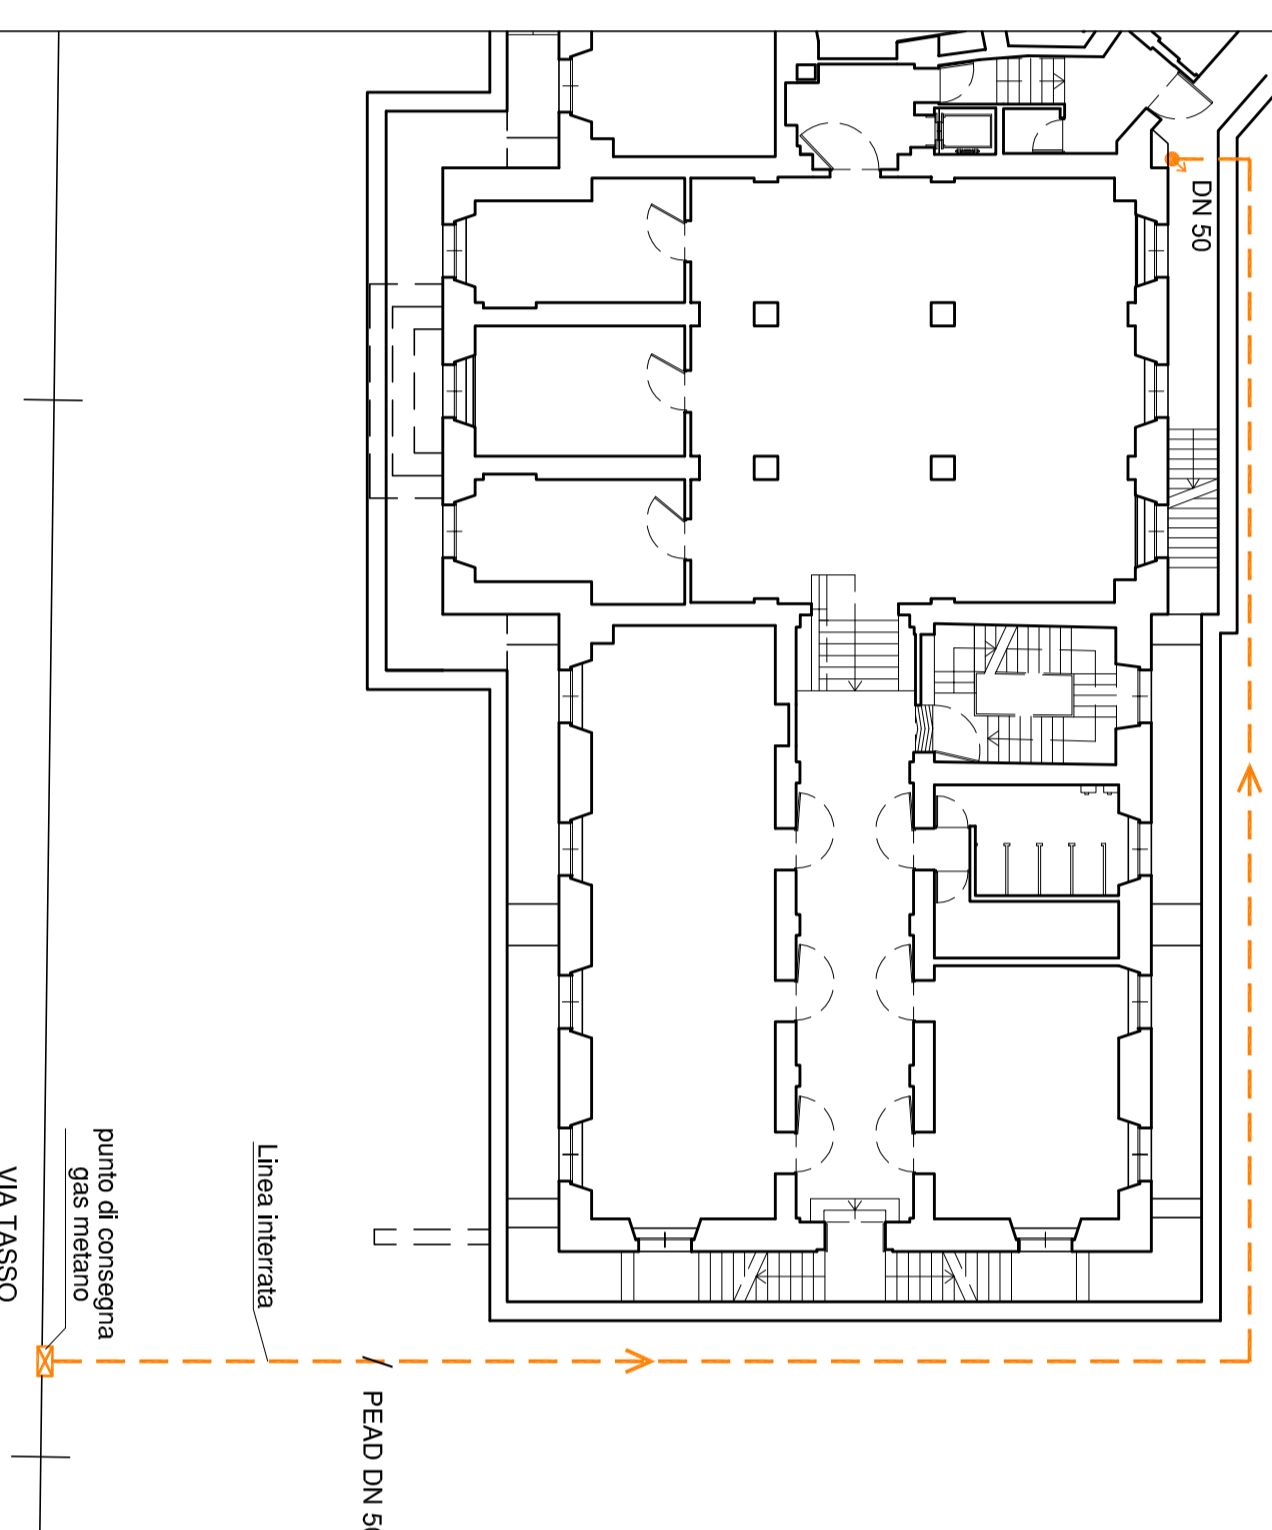 DN 50
Linea interrata
punto di consegna
gas metano
VIA TASSO
PEAD DN 50